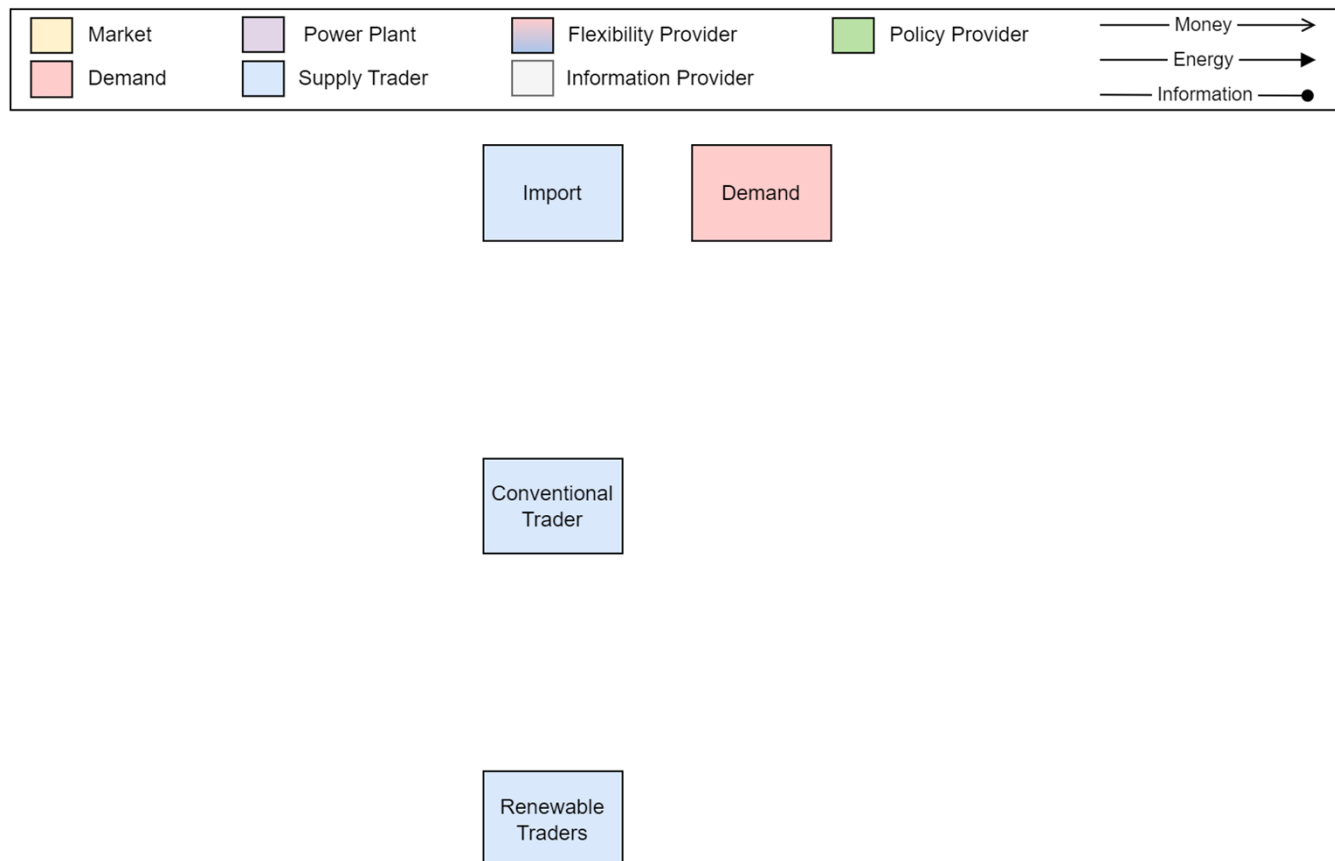 Market
Power Plant
Flexibility Provider
Policy Provider
Money
Demand
Supply Trader
Information Provider
Energy
Information
Import
Demand
Conventional
Trader
Renewable
Traders